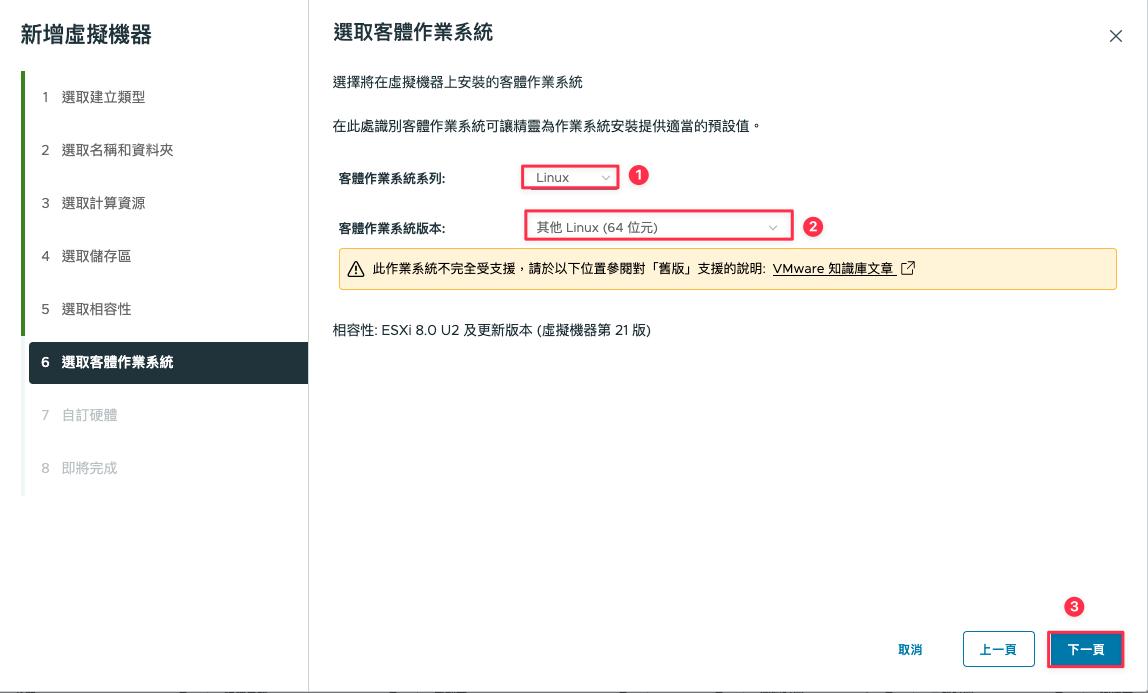 新增虛擬機器
1 選取建立類型
2 選取名稱和資料夾
3 選取計算資源
4 選取儲存區
5 選取相容性
6 選取客體作業系統
7 自訂硬體
8 即將完成
選取客體作業系統
選擇將在虛擬機器上安裝的客體作業系統
在此處識別客體作業系統可讓精靈為作業系統安裝提供適當的預設值。
客體作業系統系列: Linux 1
客體作業系統版本: 其他 Linux (64 位元) 2
此作業系統不完全受支援，請於以下位置參閱對「舊版」支援的說明: VMware 知識庫文章
相容性: ESXi 8.0 U2 及更新版本 (虛擬機器第 21 版)
3
取消 上一頁 下一頁